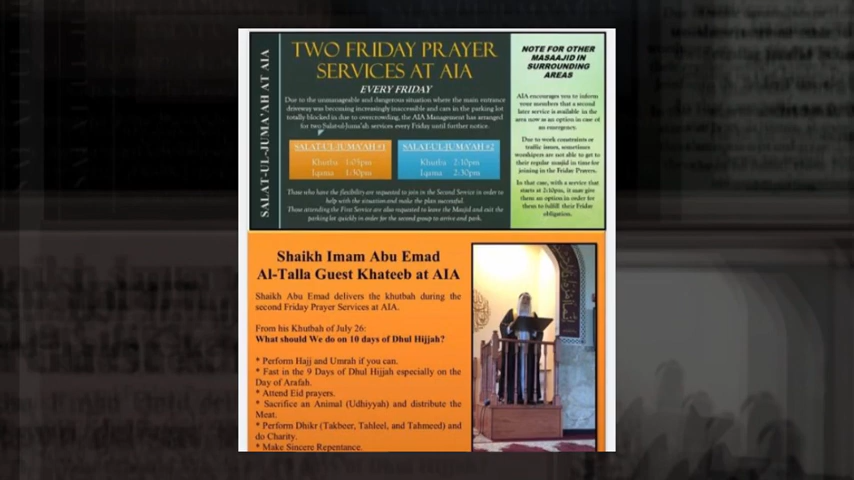 SALAT-UL-JUMA'AH AT AIA
TWO FRIDAY PRAYER
SERVICES AT AIA
EVERY FRIDAY
Due to the unmanageable and dangerous situation where the main entrance
driveway was becoming increasingly inaccessible and cars in the parking lot
totally blocked in due to overcrowding, the AIA Management has arranged
for two Salatul-Juma'ah services every Friday until further notice.
SALAT-UL-JUMA'AH #1
Khutba 1:05pm
Iqama 1:30pm
SALAT-UL-JUMA'AH #2
Khutba 2:10pm
Iqama 2:30pm
Those who have the flexibility are requested to join in the Second Service in order to
help with the situation and make the plan successful.
Those attending the First Service are also requested to leave the Masjid and exit the
parking lot quickly in order for the second group to arrive and park.
NOTE FOR OTHER
MASAAJID IN
SURROUNDING
AREAS
AIA encourages you to inform
your members that a second
later service is available in the
area now as an option in case of
an emergency.
Due to work constraints or
traffic issues, sometimes
worshipers are not able to get to
their regular masjid in time for
joining in the Friday Prayers.
In that case, with a service that
starts at 2:10pm, it may give
them an option in order for
them to fulfill their Friday
obligation.
Shaikh Imam Abu Emad
Al-Talla Guest Khateeb at AIA
Shaikh Abu Emad delivers the khutbah during the
second Friday Prayer Services at AIA.
From his Khutbah of July 26:
What should We do on 10 days of Dhul Hijjah?
* Perform Hajj and Umrah if you can.
* Fast in the 9 Days of Dhul Hijjah especially on the
Day of Arafah.
* Attend Eid prayers.
* Sacrifice an Animal (Udhiyyah) and distribute the
Meat.
* Perform Dhikr (Takbeer, Tahleel, and Tahmeed) and
do Charity.
* Make Sincere Repentance.